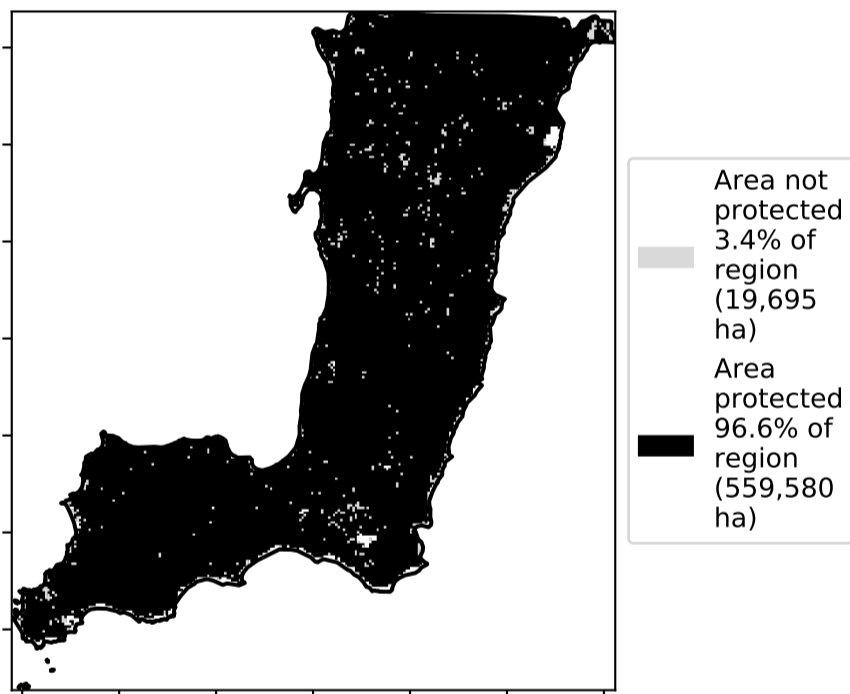 Area not
protected
3.4% of
region
(19,695
ha)
Area
protected
96.6% of
region
(559,580
ha)